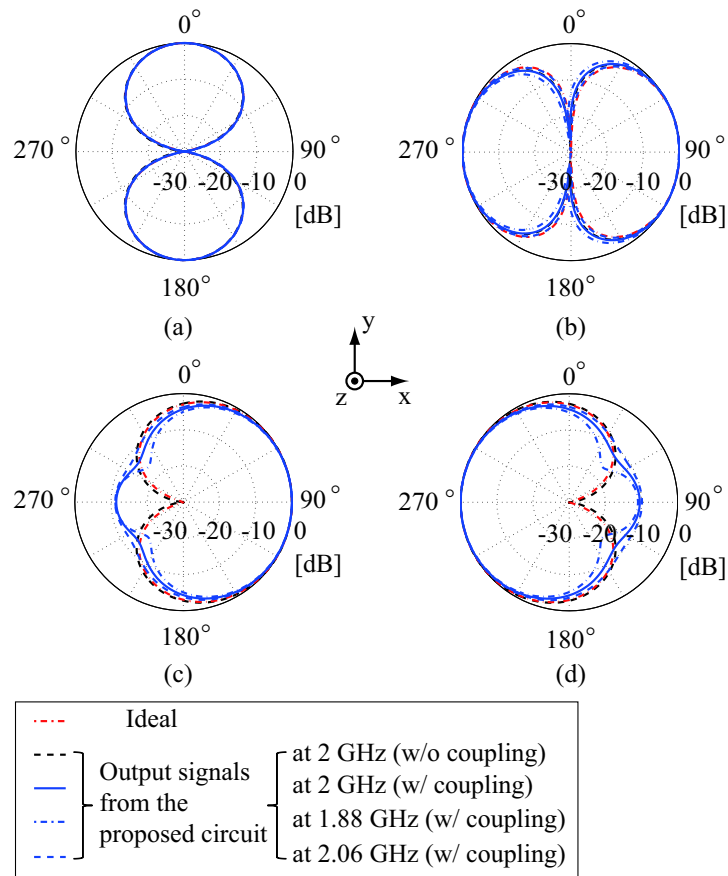 0°
0°
270 °
90 °
270 °
90 °
-30 -20 -10 0
-30 -20 -10 0
[dB]
[dB]
180°
180°
(a)
(b)
y
z
x
0°
0°
270 °
90 °
270 °
90 °
-30 -20 -10 0
-30 -20 -10 0
[dB]
[dB]
180°
180°
(c)
(d)
Ideal
Output signals
from the
proposed circuit
at 2 GHz (w/o coupling)
at 2 GHz (w/ coupling)
at 1.88 GHz (w/ coupling)
at 2.06 GHz (w/ coupling)